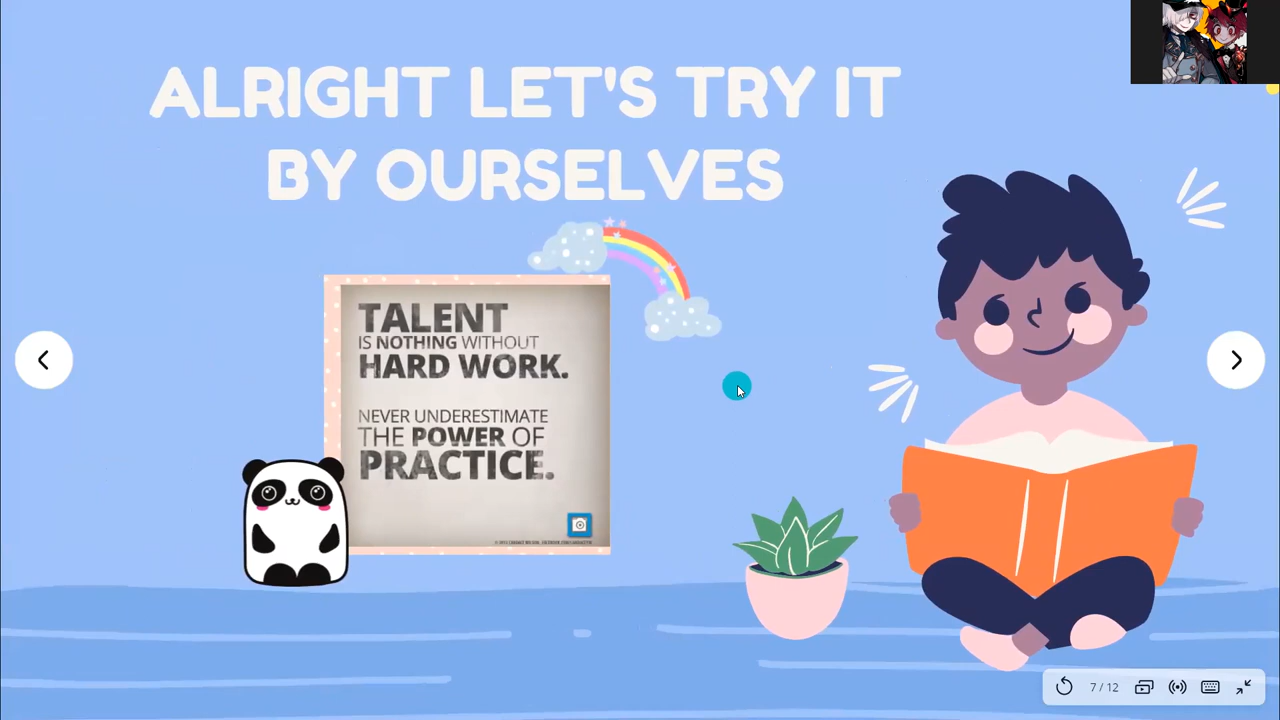 ALRIGHT LET'S TRY IT
BY OURSELVES
TALENT
IS NOTHING WITHOUT
HARD WORK.
NEVER UNDERESTIMATE
THE POWER OF
PRACTICE.
7 / 12